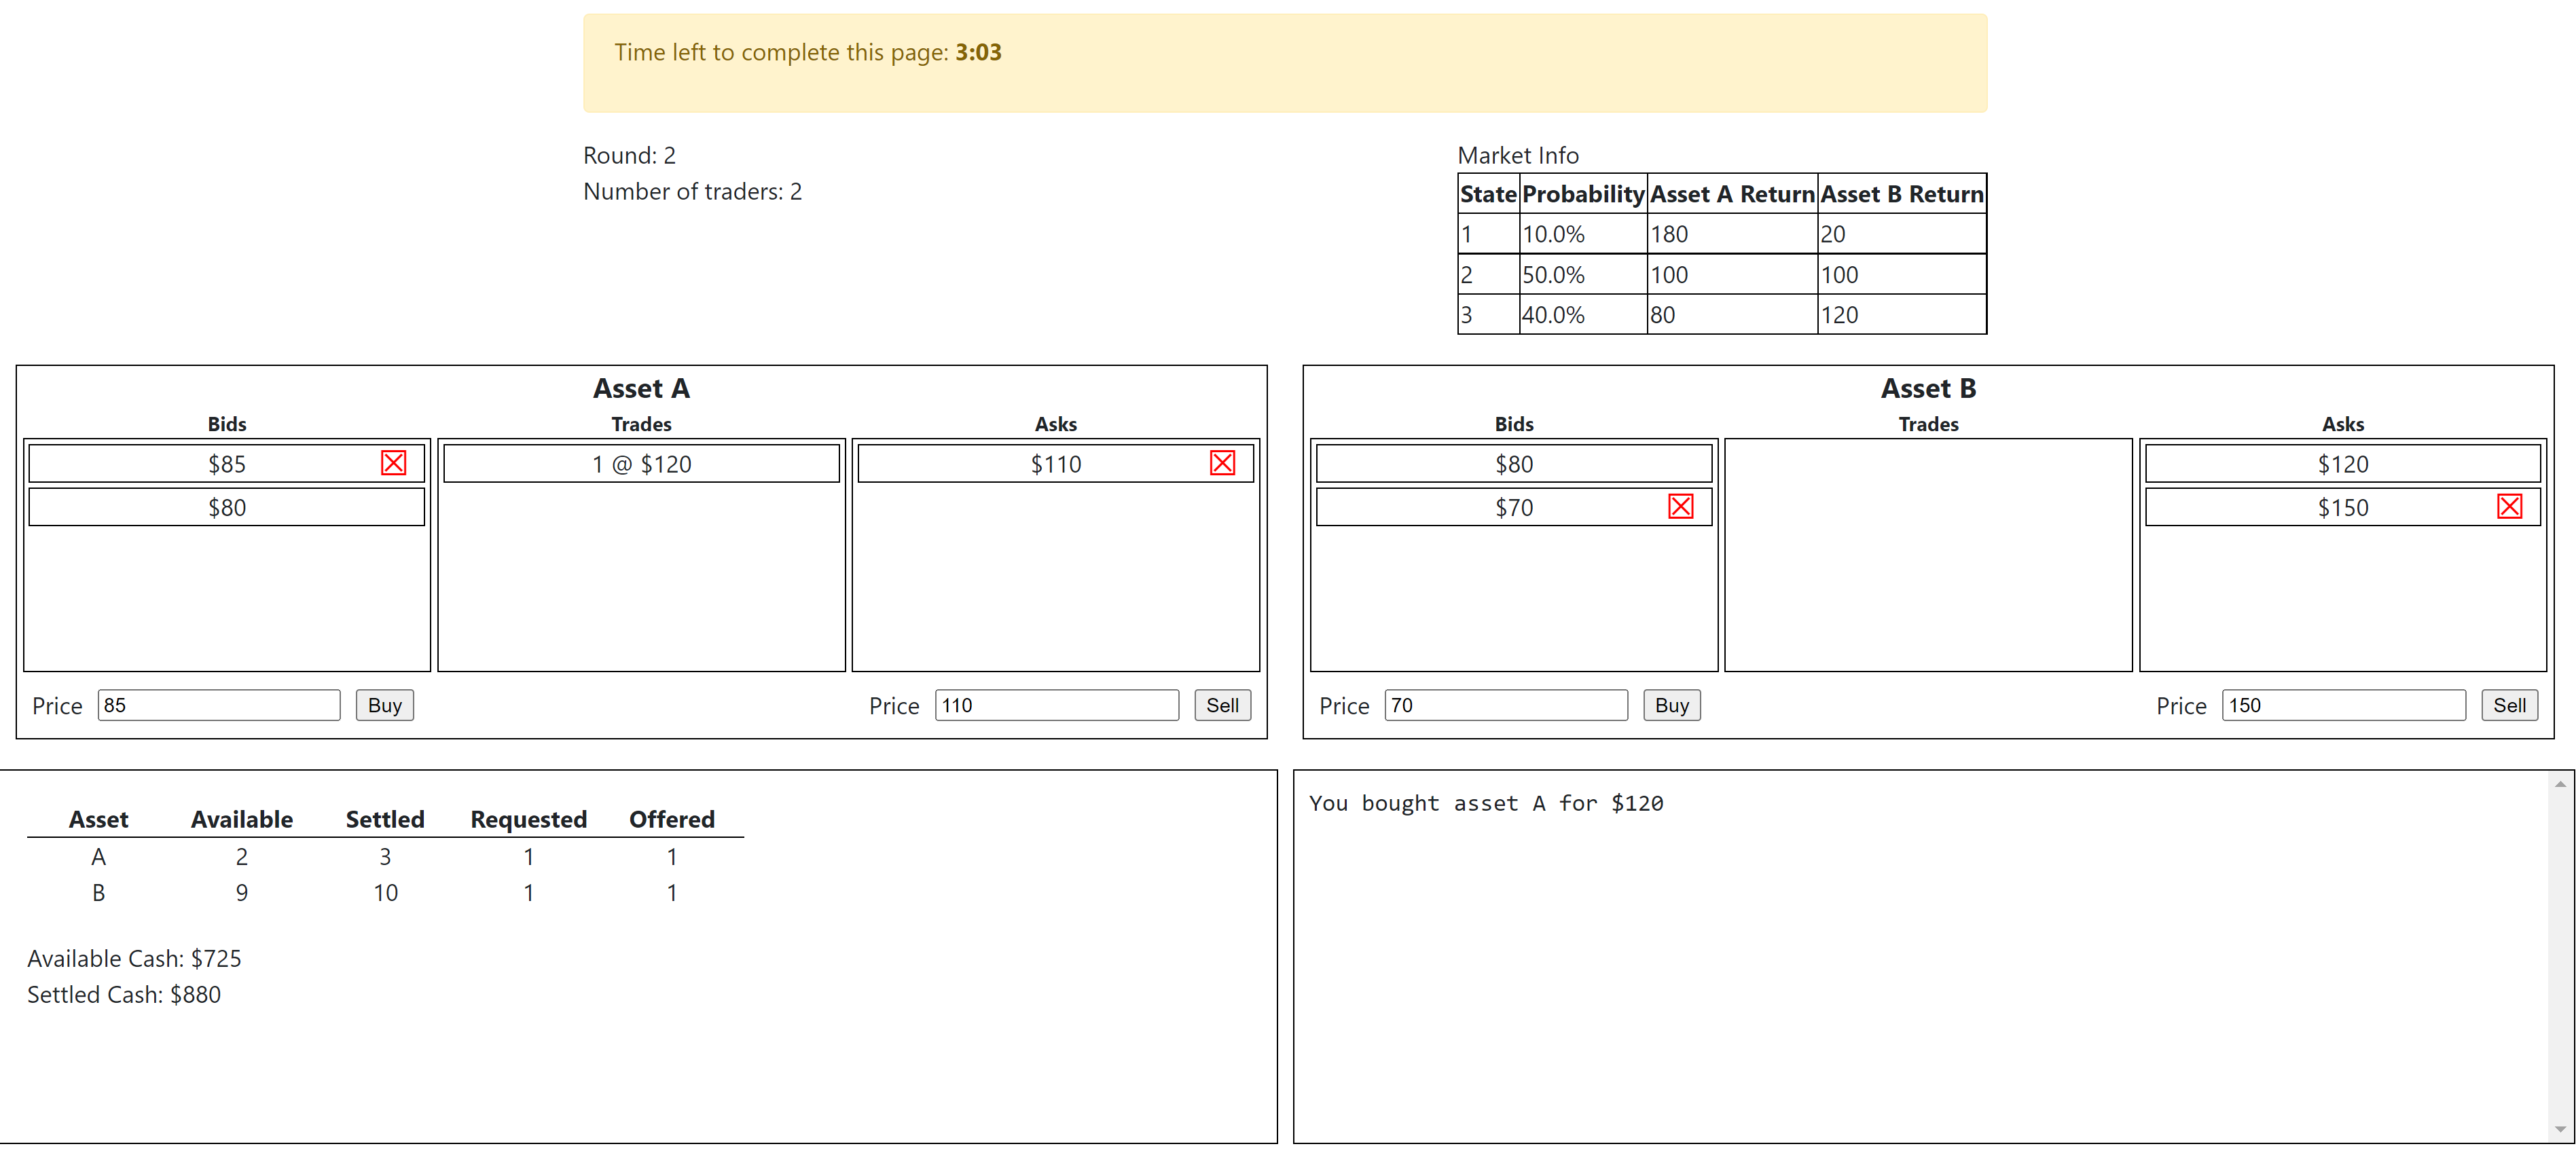 Time left to complete this page: 3:03
Round: 2
Number of traders: 2
Market Info
State Probability Asset A Return Asset B Return
1 10.0% 180 20
2 50.0% 100 100
3 40.0% 80 120
Asset A
Bids Trades Asks
$85 1 @ $120 $110
$80
Price 85 Buy Price 110 Sell
Asset B
Bids Trades Asks
$80 $120
$70 $150
Price 70 Buy Price 150 Sell
Asset Available Settled Requested Offered
A 2 3 1 1
B 9 10 1 1
Available Cash: $725
Settled Cash: $880
You bought asset A for $120